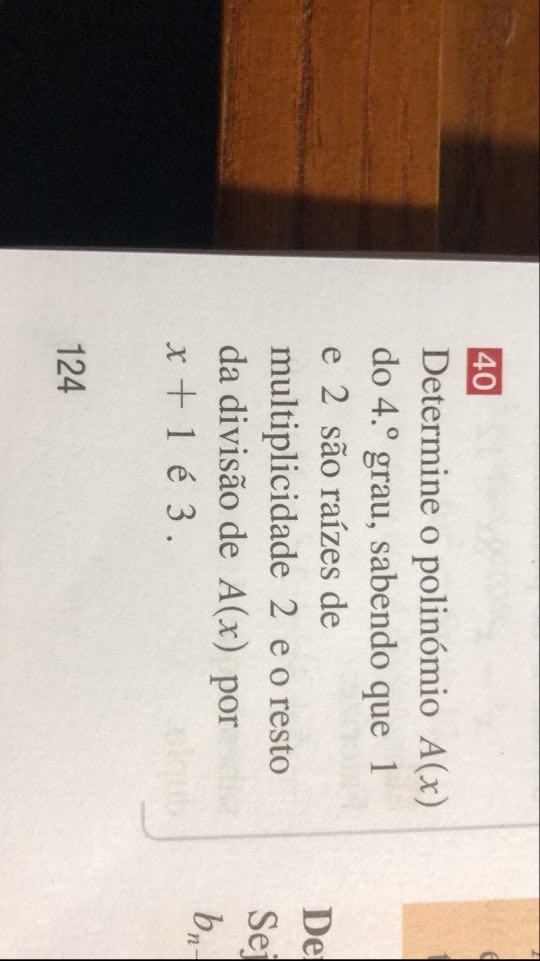 40
Determine o polinómio A(x)
do 4.º grau, sabendo que 1
e 2 são raízes de
multiplicidade 2 e o resto
da divisão de A(x) por
x + 1 é 3 .
124
De
Sej
bn–